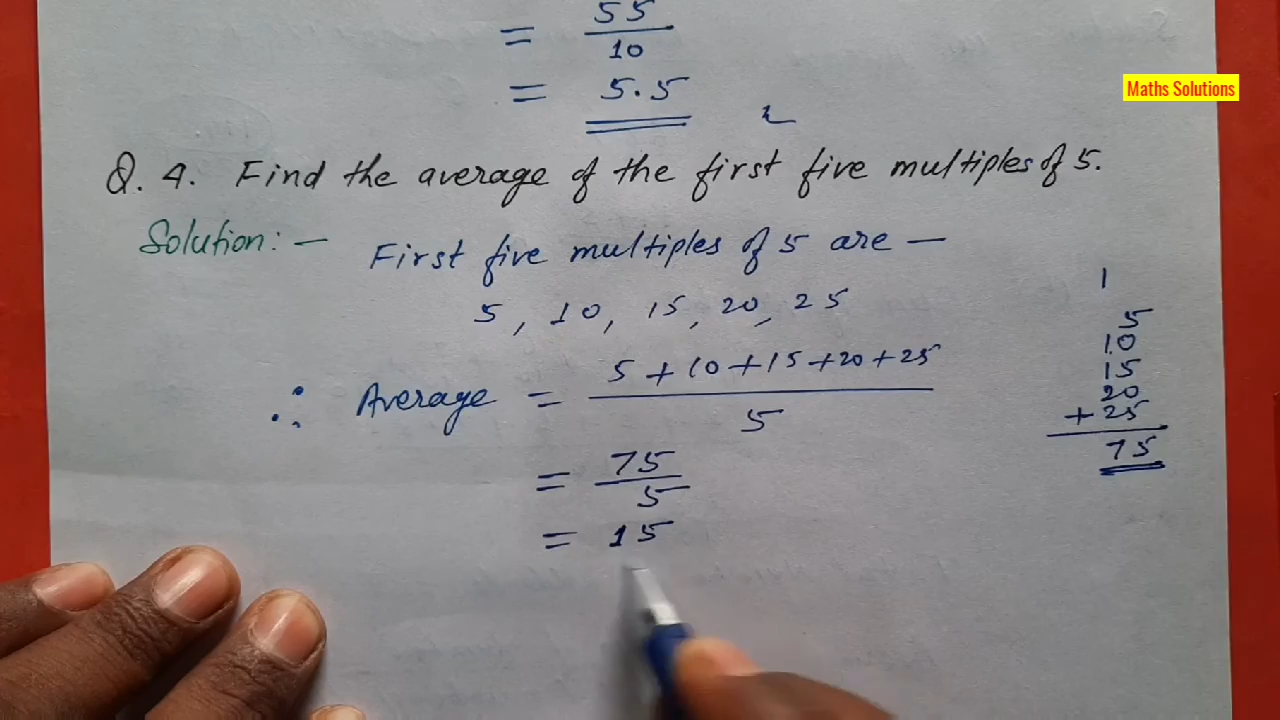 = 55
10
= 5.5
Maths Solutions
Q. 4. Find the average of the first five multiples of 5.
Solution:- First five multiples of 5 are —
5, 10, 15, 20, 25
∴ Average = 5+10+15+20+25
5
= 75
5
= 15
1
5
10
15
20
+ 25
75